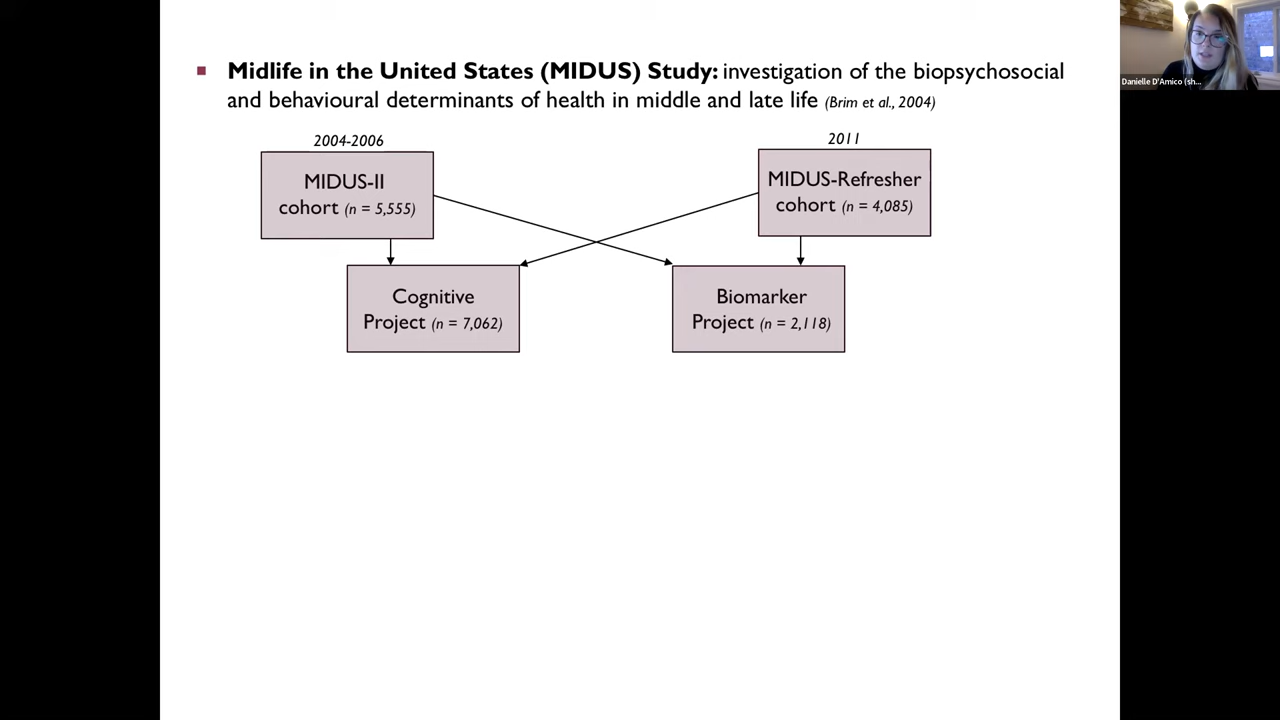 Midlife in the United States (MIDUS) Study: investigation of the biopsychosocial
and behavioural determinants of health in middle and late life (Brim et al., 2004)
2004-2006
2011
MIDUS-II
cohort (n = 5,555)
MIDUS-Refresher
cohort (n = 4,085)
Cognitive
Project (n = 7,062)
Biomarker
Project (n = 2,118)
Danielle D'Amico (sh...